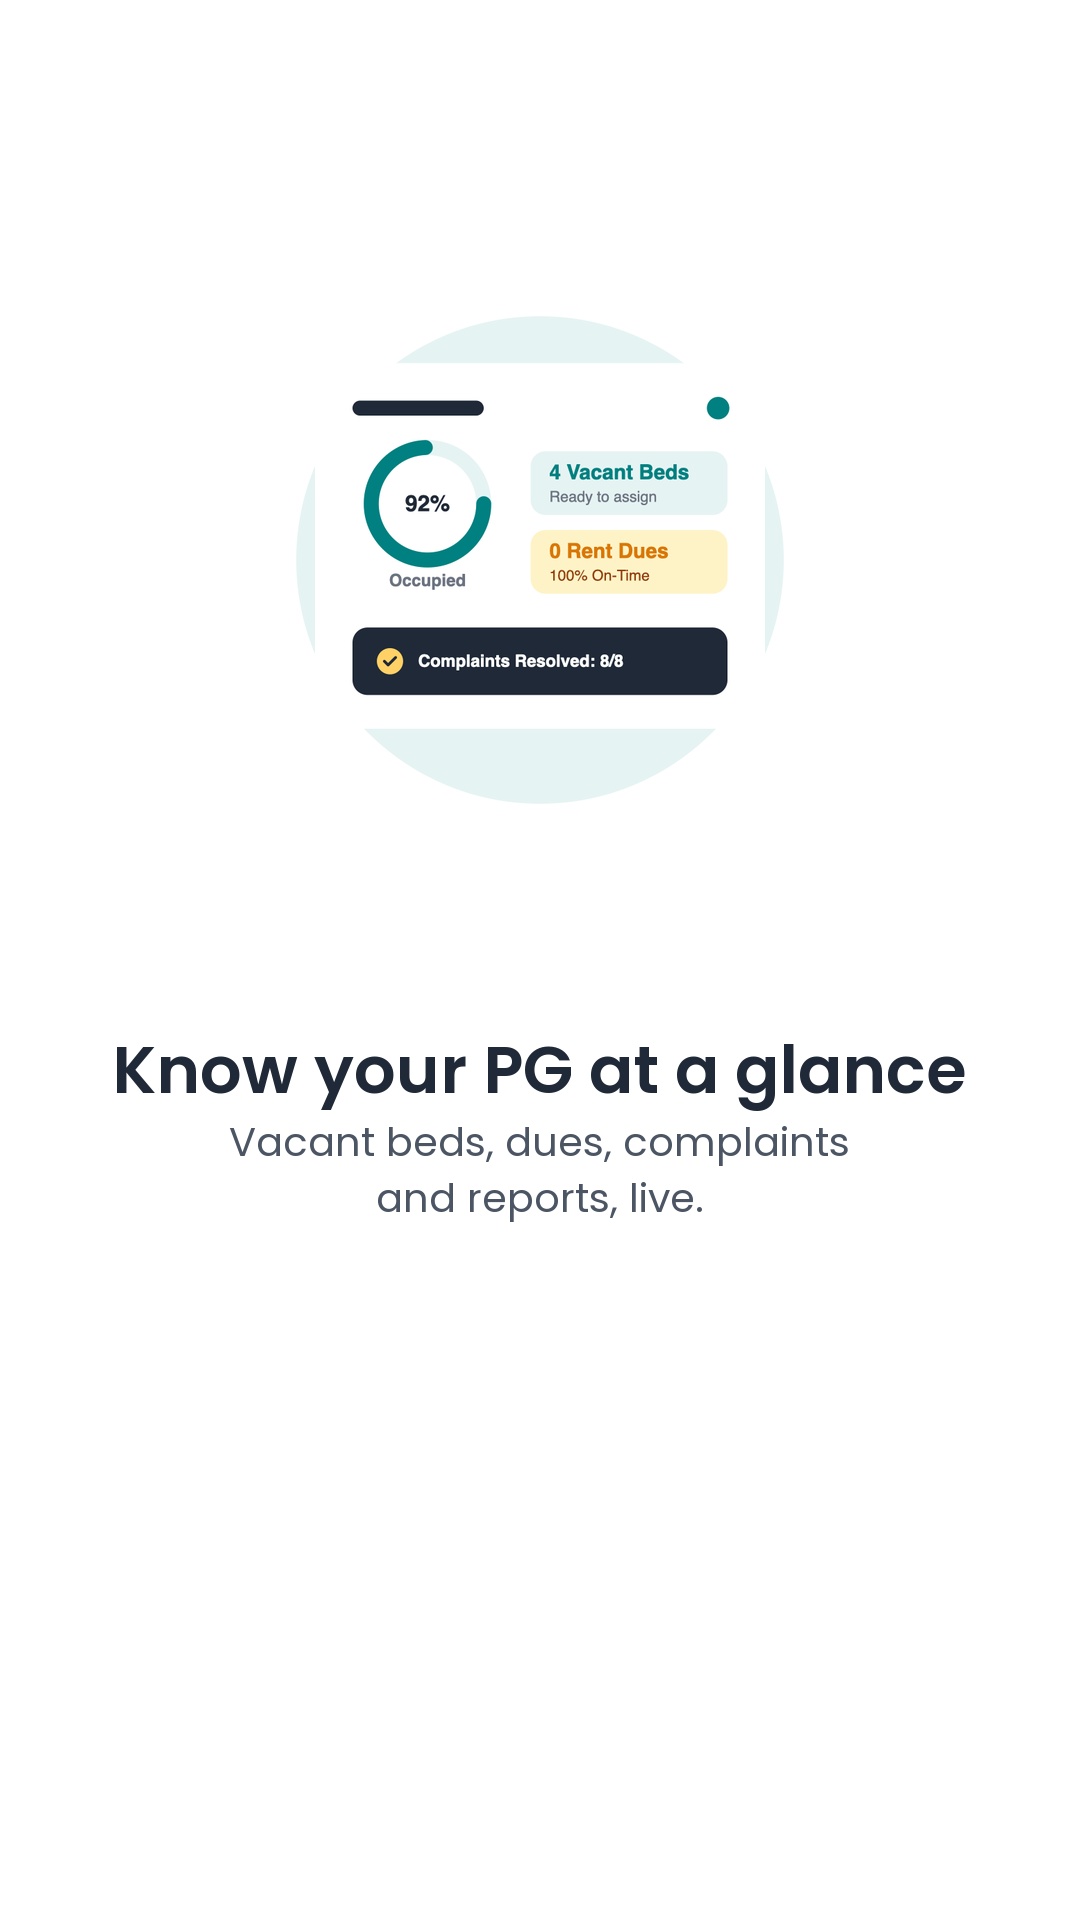 92%
Occupied
4 Vacant Beds
Ready to assign
0 Rent Dues
100% On-Time
Complaints Resolved: 8/8
Know your PG at a glance
Vacant beds, dues, complaints
and reports, live.